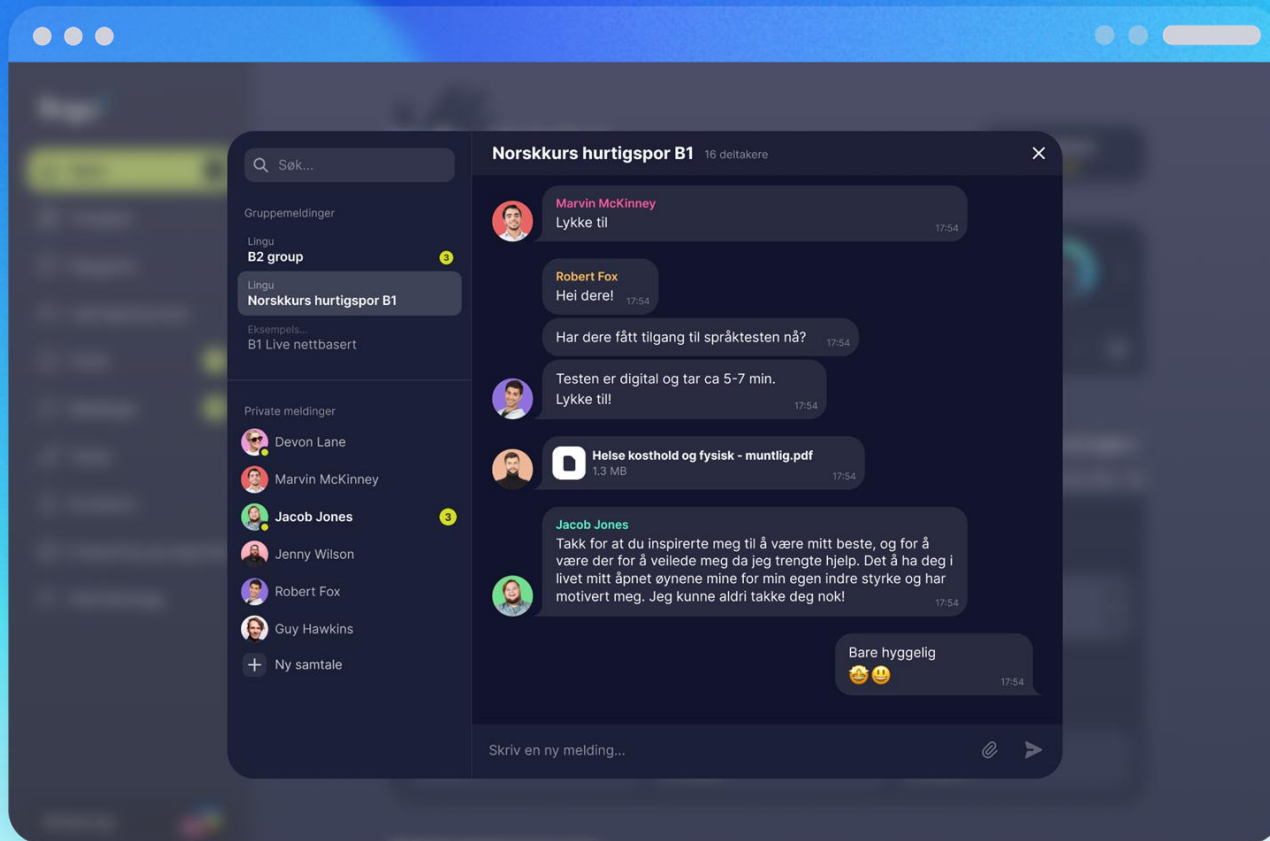 Søk...
Gruppemeldinger
Lingu
B2 group
3
Lingu
Norskkurs hurtigspor B1
Eksempels...
B1 Live nettbasert
Private meldinger
Devon Lane
Marvin McKinney
Jacob Jones
3
Jenny Wilson
Robert Fox
Guy Hawkins
Ny samtale
Norskkurs hurtigspor B1 16 deltakere
Marvin McKinney
Lykke til
17:54
Robert Fox
Hei dere! 17:54
Har dere fått tilgang til språktesten nå? 17:54
Testen er digital og tar ca 5-7 min.
Lykke til!
17:54
Helse kosthold og fysisk - muntlig.pdf
1.3 MB
17:54
Jacob Jones
Takk for at du inspirerte meg til å være mitt beste, og for å
være der for å veilede meg da jeg trengte hjelp. Det å ha deg i
livet mitt åpnet øynene mine for min egen indre styrke og har
motivert meg. Jeg kunne aldri takke deg nok!
17:54
Bare hyggelig
🤩😃
17:54
Skriv en ny melding...